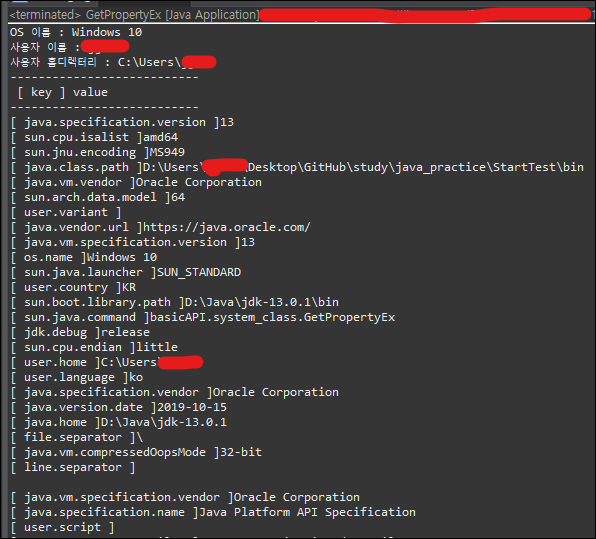 <terminated> GetPropertyEx [Java Application]
OS 이름 : Windows 10
사용자 이름 :
사용자 홈디렉터리 : C:\Users\
-----------------------------
[ key ] value
-----------------------------
[ java.specification.version ]13
[ sun.cpu.isalist ]amd64
[ sun.jnu.encoding ]MS949
[ java.class.path ]D:\Users\ \Desktop\GitHub\study\java_practice\StartTest\bin
[ java.vm.vendor ]Oracle Corporation
[ sun.arch.data.model ]64
[ user.variant ]
[ java.vendor.url ]https://java.oracle.com/
[ java.vm.specification.version ]13
[ os.name ]Windows 10
[ sun.java.launcher ]SUN_STANDARD
[ user.country ]KR
[ sun.boot.library.path ]D:\Java\jdk-13.0.1\bin
[ sun.java.command ]basicAPI.system_class.GetPropertyEx
[ jdk.debug ]release
[ sun.cpu.endian ]little
[ user.home ]C:\Users\
[ user.language ]ko
[ java.specification.vendor ]Oracle Corporation
[ java.version.date ]2019-10-15
[ java.home ]D:\Java\jdk-13.0.1
[ file.separator ]\
[ java.vm.compressedOopsMode ]32-bit
[ line.separator ]
[ java.vm.specification.vendor ]Oracle Corporation
[ java.specification.name ]Java Platform API Specification
[ user.script ]